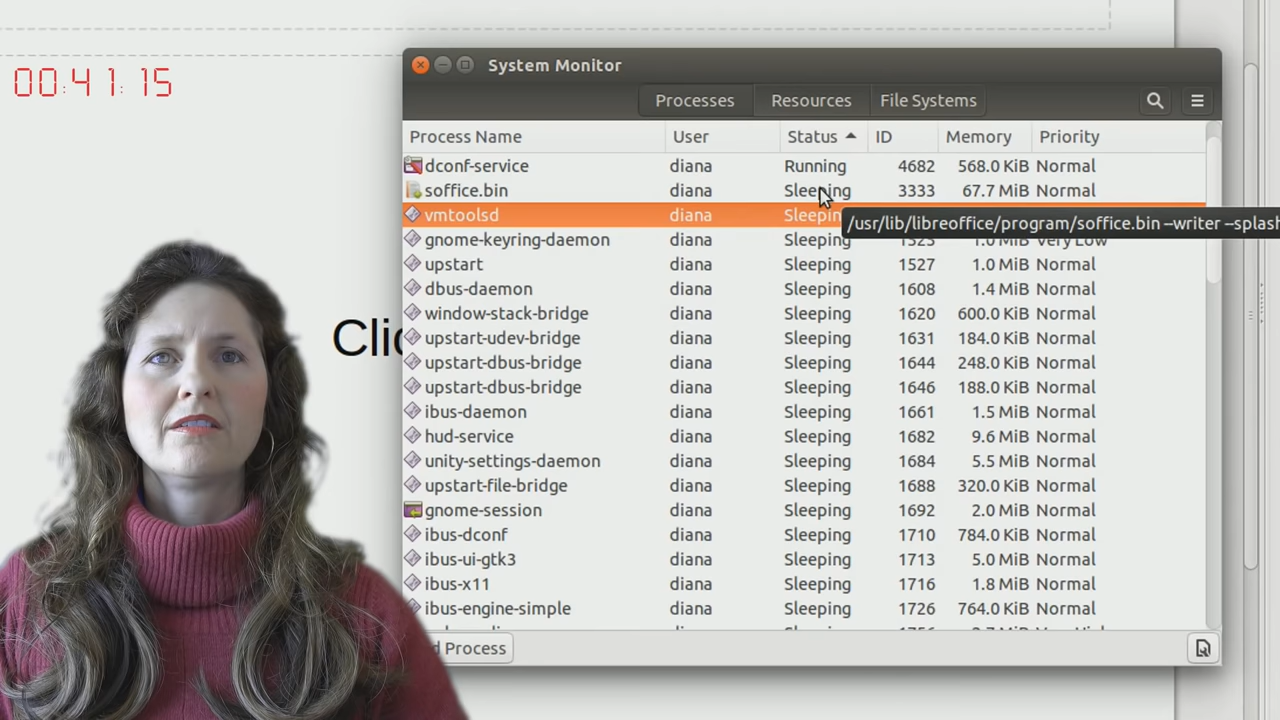 00:41:15
System Monitor
Processes Resources File Systems
Process Name User Status ID Memory Priority
dconf-service diana Running 4682 568.0 KiB Normal
soffice.bin diana Sleeping 3333 67.7 MiB Normal
vmtoolsd diana Sleepin
/usr/lib/libreoffice/program/soffice.bin --writer --splash
gnome-keyring-daemon diana Sleeping 1525 1.0 MiB Very Low
upstart diana Sleeping 1527 1.0 MiB Normal
dbus-daemon diana Sleeping 1608 1.4 MiB Normal
window-stack-bridge diana Sleeping 1620 600.0 KiB Normal
Clic
upstart-udev-bridge diana Sleeping 1631 184.0 KiB Normal
upstart-dbus-bridge diana Sleeping 1644 248.0 KiB Normal
upstart-dbus-bridge diana Sleeping 1646 188.0 KiB Normal
ibus-daemon diana Sleeping 1661 1.5 MiB Normal
hud-service diana Sleeping 1682 9.6 MiB Normal
unity-settings-daemon diana Sleeping 1684 5.5 MiB Normal
upstart-file-bridge diana Sleeping 1688 320.0 KiB Normal
gnome-session diana Sleeping 1692 2.0 MiB Normal
ibus-dconf diana Sleeping 1710 784.0 KiB Normal
ibus-ui-gtk3 diana Sleeping 1713 5.0 MiB Normal
ibus-x11 diana Sleeping 1716 1.8 MiB Normal
ibus-engine-simple diana Sleeping 1726 764.0 KiB Normal
d Process